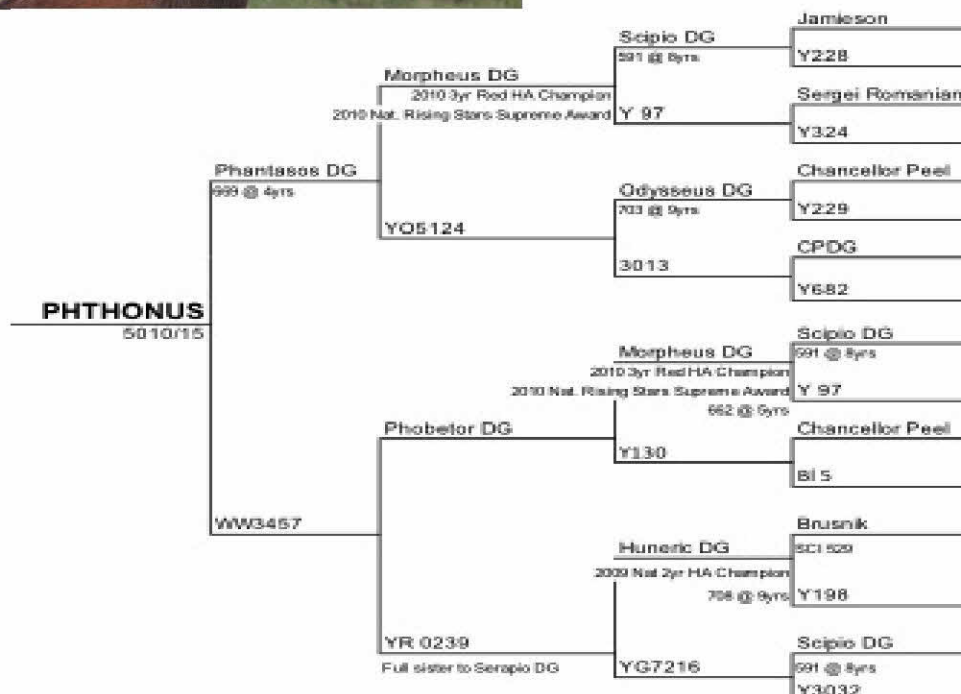 Jamieson
Scipio DG
591 @ 8yrs
Y228
Morpheus DG
2010 3yr Red HA Champion
2010 Nat. Rising Stars Supreme Award
Sergei Romanian
Y 97
Y324
Phantasos DG
669 @ 4yrs
Chancellor Peel
Odysseus DG
703 @ 9yrs
Y229
YO5124
CPDG
3013
Y682
PHTHONUS
5010/15
Scipio DG
591 @ 8yrs
Morpheus DG
2010 3yr Red HA Champion
2010 Nat. Rising Stars Supreme Award
662 @ 5yrs
Y 97
Phobetor DG
Chancellor Peel
Y130
Bl 5
WW3457
Brusnik
SCI 529
Huneric DG
2009 Nat 2yr HA Champion
708 @ 9yrs
Y198
YR 0239
Full sister to Serapio DG
Scipio DG
591 @ 8yrs
YG7216
Y3032